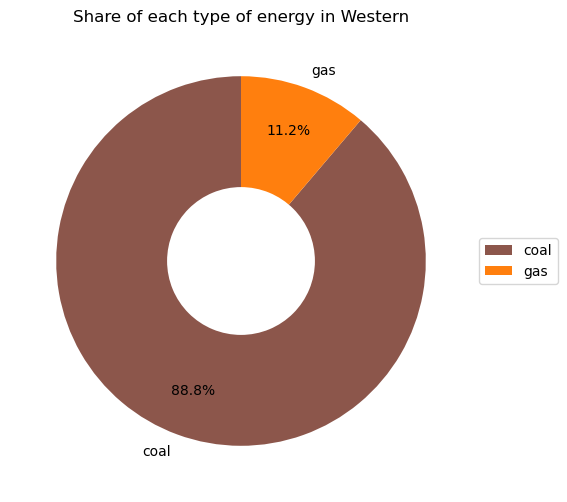 Share of each type of energy in Western
gas
11.2%
coal
gas
88.8%
coal